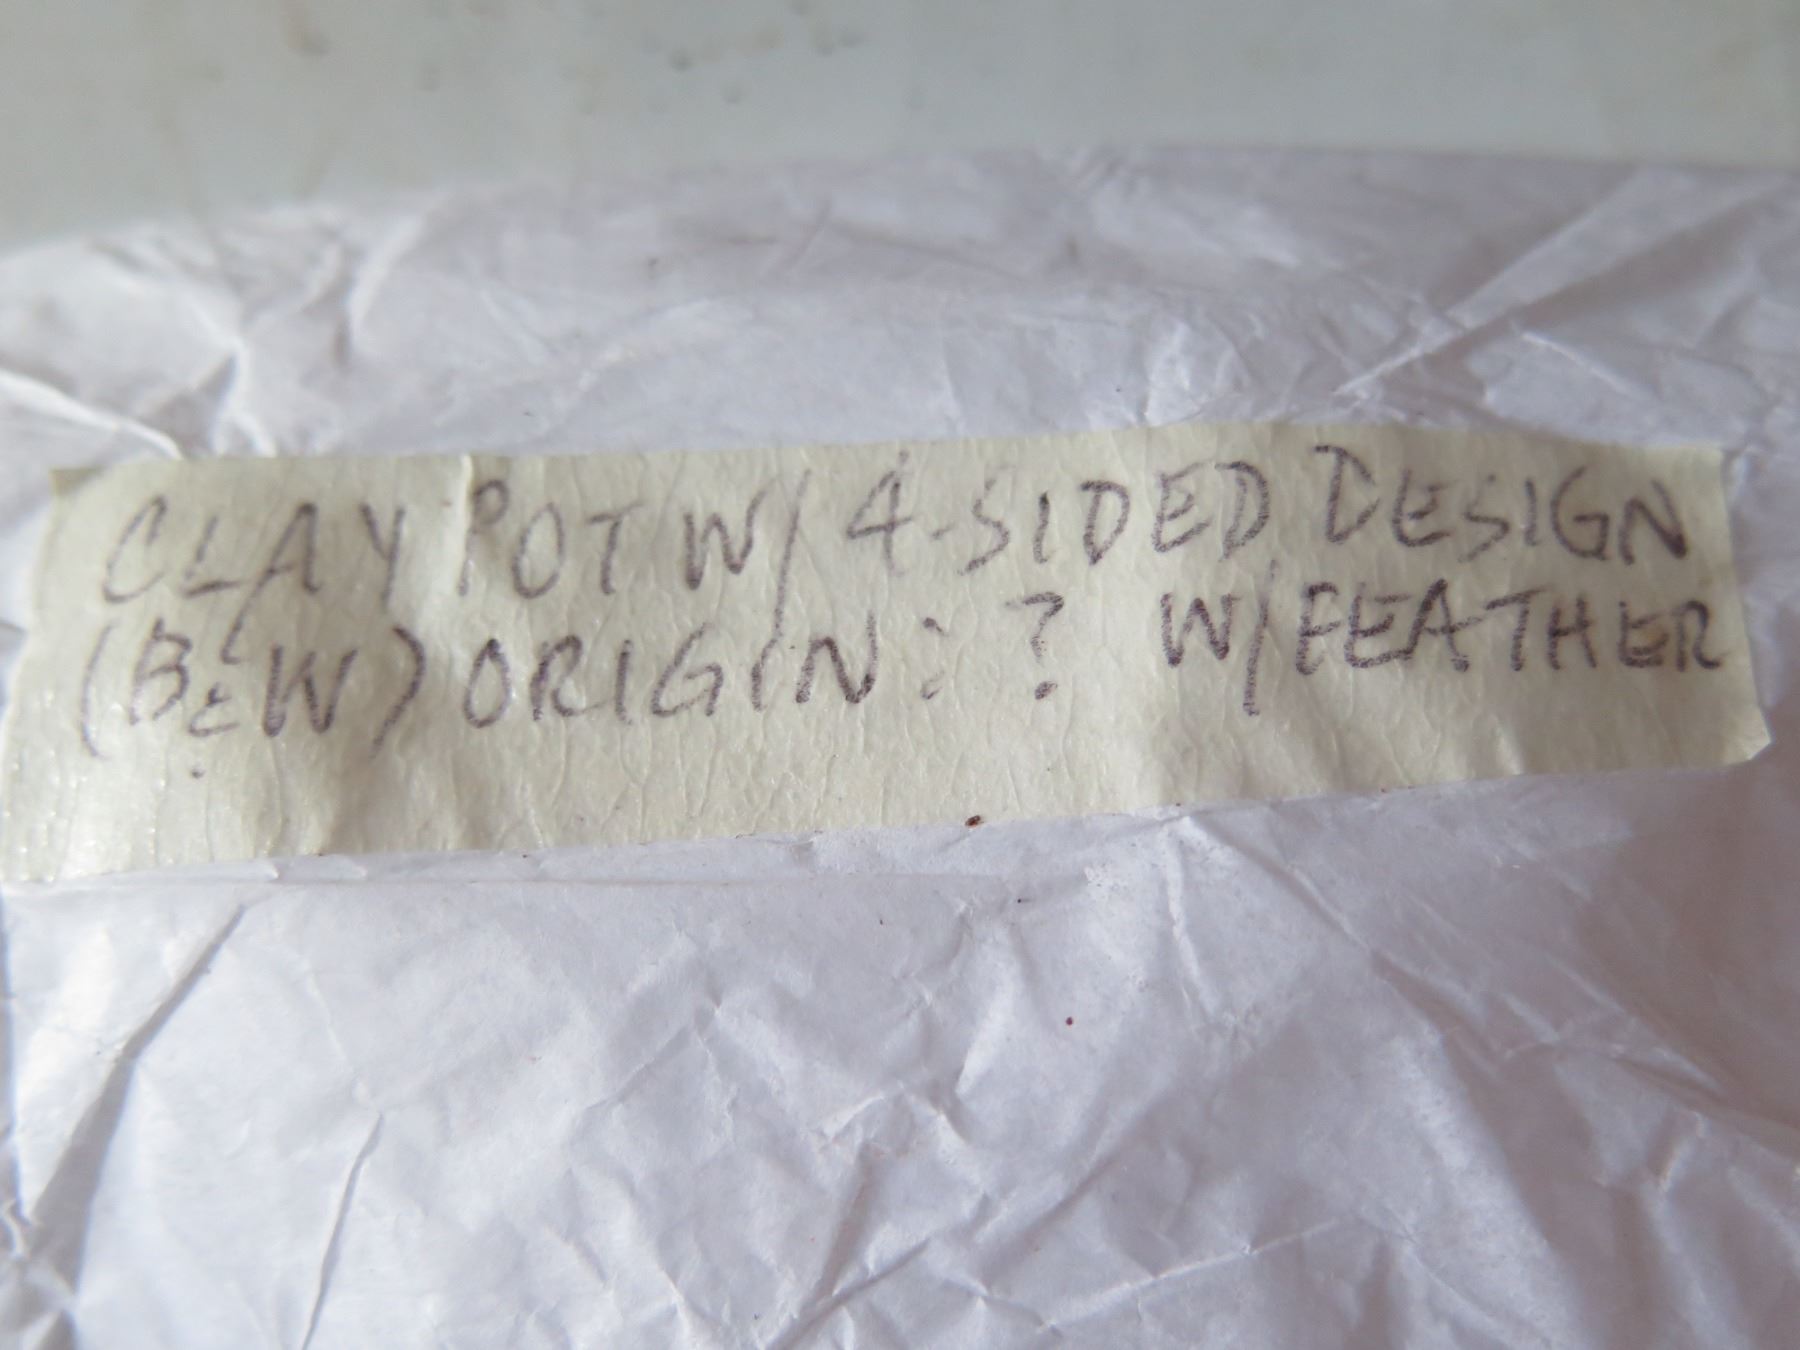 CLAY POT W/ 4-SIDED DESIGN
(B&W) ORIGIN: ? W/FEATHER